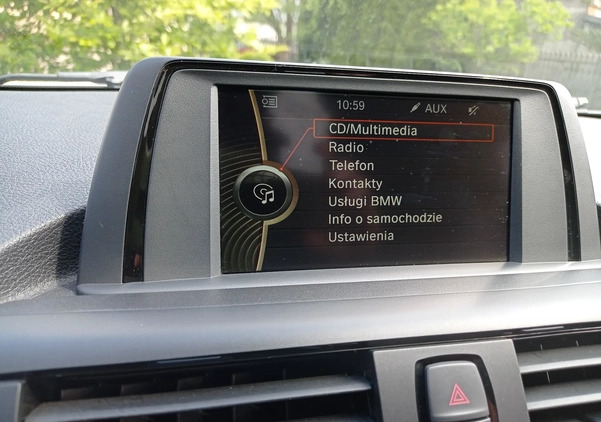 10:59 AUX
CD/Multimedia
Radio
Telefon
Kontakty
Usługi BMW
Info o samochodzie
Ustawienia